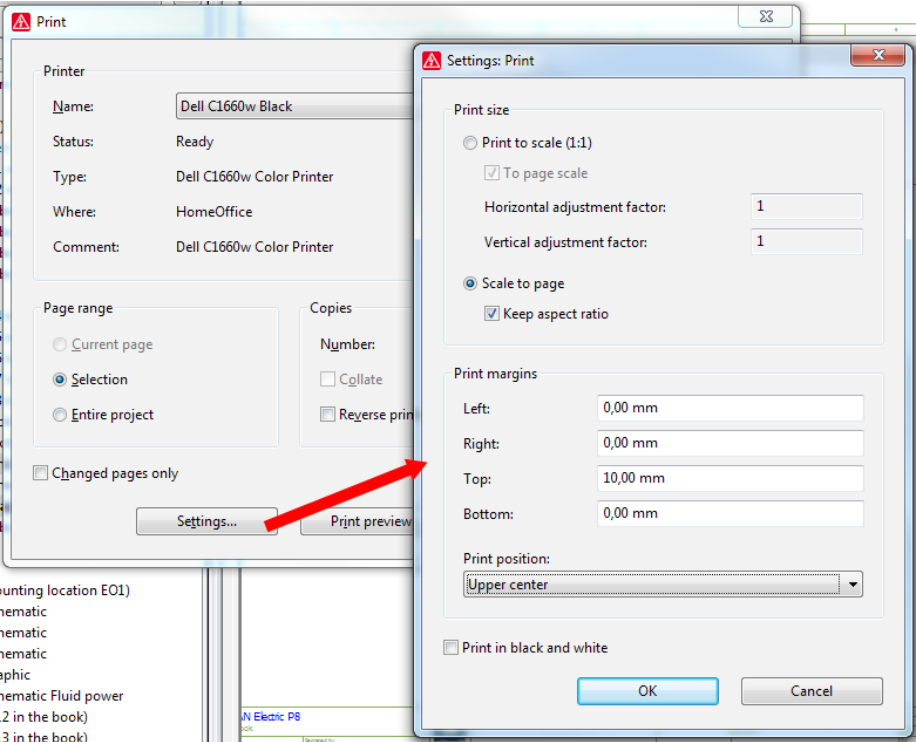 Print
Printer
Name:
Dell C1660w Black
Status:
Ready
Type:
Dell C1660w Color Printer
Where:
HomeOffice
Comment:
Dell C1660w Color Printer
Page range
Current page
Selection
Entire project
Copies
Number:
Collate
Reverse prin
Changed pages only
Settings...
Print preview
Settings: Print
Print size
Print to scale (1:1)
To page scale
Horizontal adjustment factor:
1
Vertical adjustment factor:
1
Scale to page
Keep aspect ratio
Print margins
Left:
0,00 mm
Right:
0,00 mm
Top:
10,00 mm
Bottom:
0,00 mm
Print position:
Upper center
Print in black and white
OK
Cancel
ounting location EO1)
hematic
hematic
hematic
aphic
hematic Fluid power
.2 in the book)
.3 in the book)
AN Electric P8